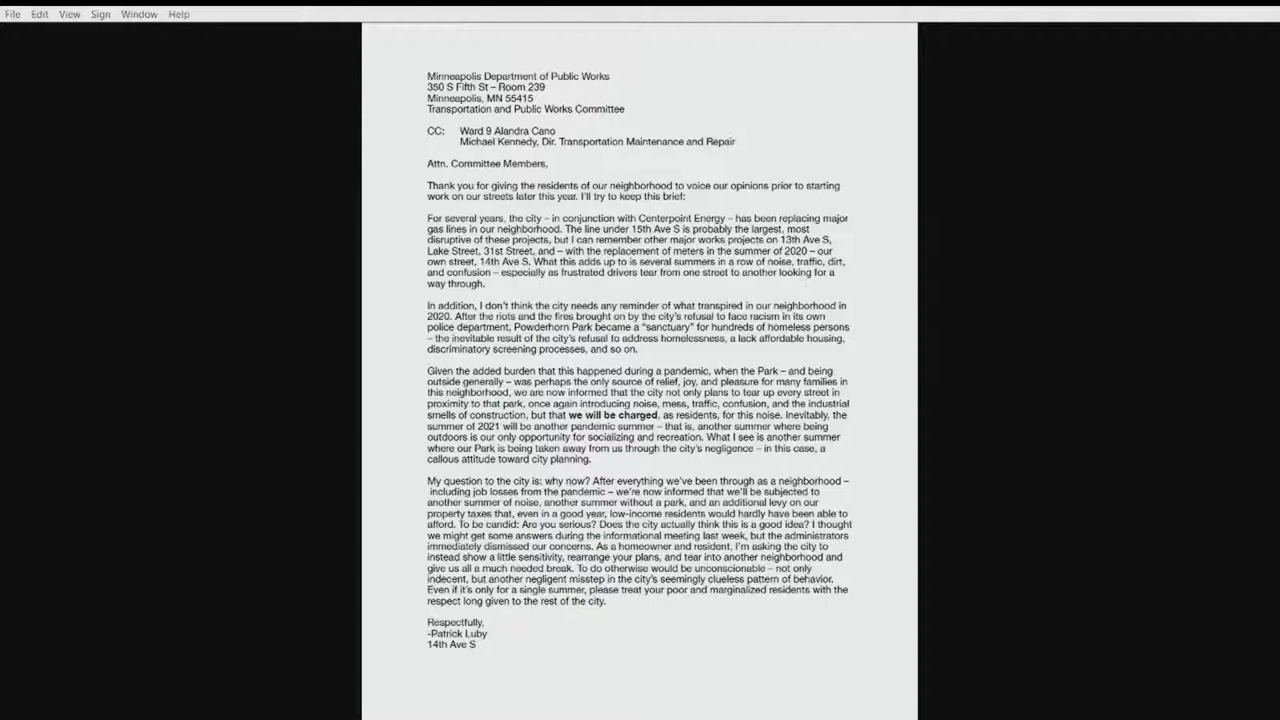 File Edit View Sign Window Help
Minneapolis Department of Public Works
350 S Fifth St – Room 239
Minneapolis, MN 55415
Transportation and Public Works Committee
CC: Ward 9 Alandra Cano
Michael Kennedy, Dir. Transportation Maintenance and Repair
Attn. Committee Members,
Thank you for giving the residents of our neighborhood to voice our opinions prior to starting
work on our streets later this year. I'll try to keep this brief:
For several years, the city – in conjunction with Centerpoint Energy – has been replacing major
gas lines in our neighborhood. The line under 15th Ave S is probably the largest, most
disruptive of these projects, but I can remember other major works projects on 13th Ave S,
Lake Street, 31st Street, and – with the replacement of meters in the summer of 2020 – our
own street, 14th Ave S. What this adds up to is several summers in a row of noise, traffic, dirt,
and confusion – especially as frustrated drivers tear from one street to another looking for a
way through.
In addition, I don't think the city needs any reminder of what transpired in our neighborhood in
2020. After the riots and the fires brought on by the city's refusal to face racism in its own
police department, Powderhorn Park became a "sanctuary" for hundreds of homeless persons
– the inevitable result of the city's refusal to address homelessness, a lack affordable housing,
discriminatory screening processes, and so on.
Given the added burden that this happened during a pandemic, when the Park – and being
outside generally – was perhaps the only source of relief, joy, and pleasure for many families in
this neighborhood, we are now informed that the city not only plans to tear up every street in
proximity to that park, once again introducing noise, mess, traffic, confusion, and the industrial
smells of construction, but that we will be charged, as residents, for this noise. Inevitably, the
summer of 2021 will be another pandemic summer – that is, another summer where being
outdoors is our only opportunity for socializing and recreation. What I see is another summer
where our Park is being taken away from us through the city's negligence – in this case, a
callous attitude toward city planning.
My question to the city is: why now? After everything we've been through as a neighborhood –
including job losses from the pandemic – we're now informed that we'll be subjected to
another summer of noise, another summer without a park, and an additional levy on our
property taxes that, even in a good year, low-income residents would hardly have been able to
afford. To be candid: Are you serious? Does the city actually think this is a good idea? I thought
we might get some answers during the informational meeting last week, but the administrators
immediately dismissed our concerns. As a homeowner and resident, I'm asking the city to
instead show a little sensitivity, rearrange your plans, and tear into another neighborhood and
give us all a much needed break. To do otherwise would be unconscionable – not only
indecent, but another negligent misstep in the city's seemingly clueless pattern of behavior.
Even if it's only for a single summer, please treat your poor and marginalized residents with the
respect long given to the rest of the city.
Respectfully,
-Patrick Luby
14th Ave S